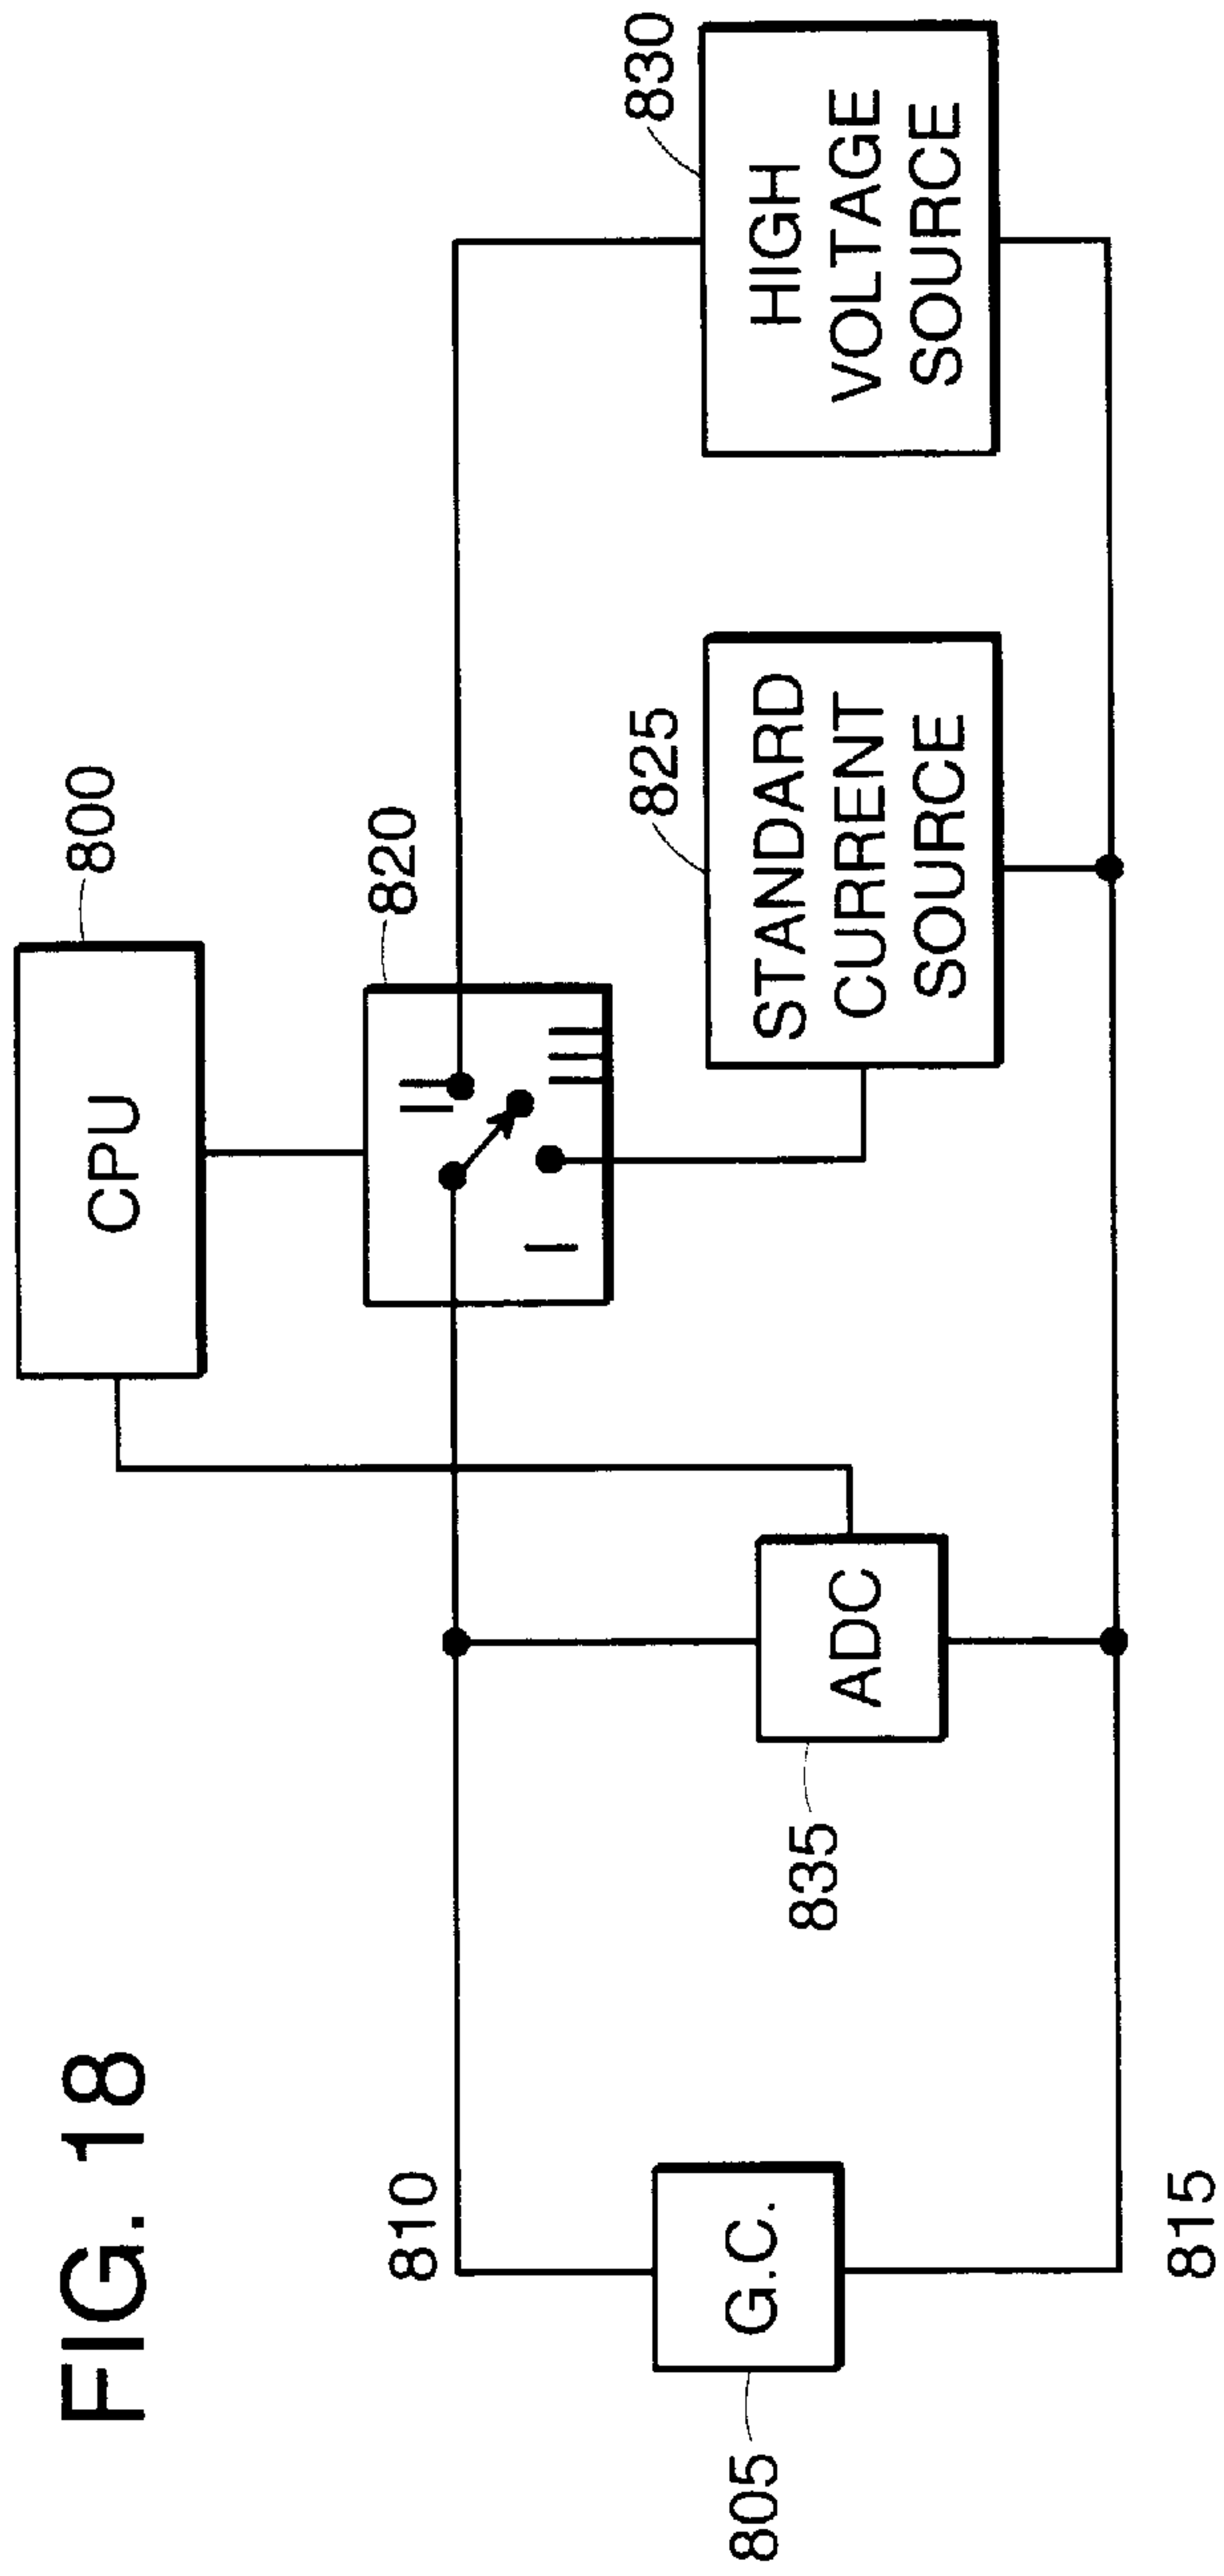 FIG. 18
CPU
800
810
820
II
III
I
805
G.C.
835
ADC
825
STANDARD
CURRENT
SOURCE
830
HIGH
VOLTAGE
SOURCE
815